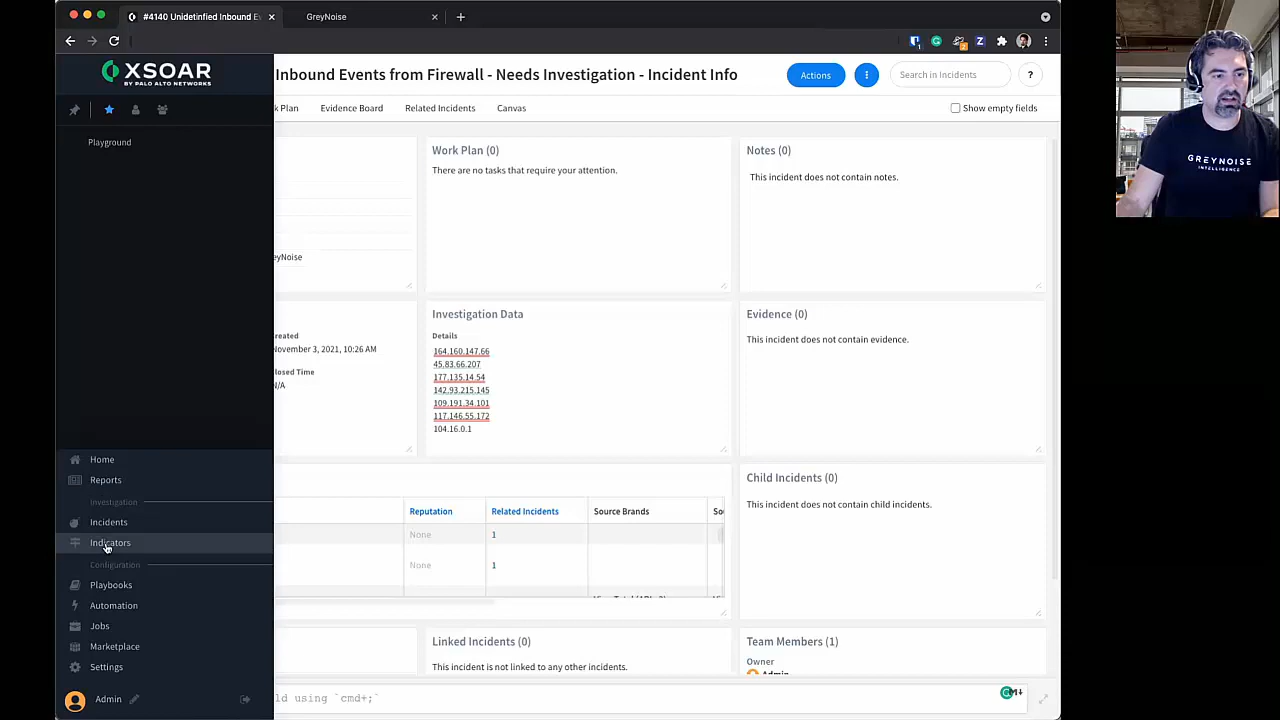 #4140 Unidetinfied Inbound E
GreyNoise
XSOAR
BY PALO ALTO NETWORKS
Inbound Events from Firewall - Needs Investigation - Incident Info
Actions
Search in Incidents
?
k Plan
Evidence Board
Related Incidents
Canvas
Show empty fields
Playground
Work Plan (0)
There are no tasks that require your attention.
Notes (0)
This incident does not contain notes.
GREYNOISE
INTELLIGENCE
eyNoise
Investigation Data
Details
164.160.147.66
45.83.66.207
177.135.14.54
142.93.215.145
109.191.34.101
117.146.55.172
104.16.0.1
Evidence (0)
This incident does not contain evidence.
reated
November 3, 2021, 10:26 AM
losed Time
N/A
Home
Reports
Investigation
Incidents
Indicators
Configuration
Playbooks
Automation
Jobs
Marketplace
Settings
Admin
Child Incidents (0)
This incident does not contain child incidents.
Reputation
Related Incidents
Source Brands
So
None
1
None
1
Linked Incidents (0)
This incident is not linked to any other incidents.
Team Members (1)
Owner
Admin
ld using `cmd+;`